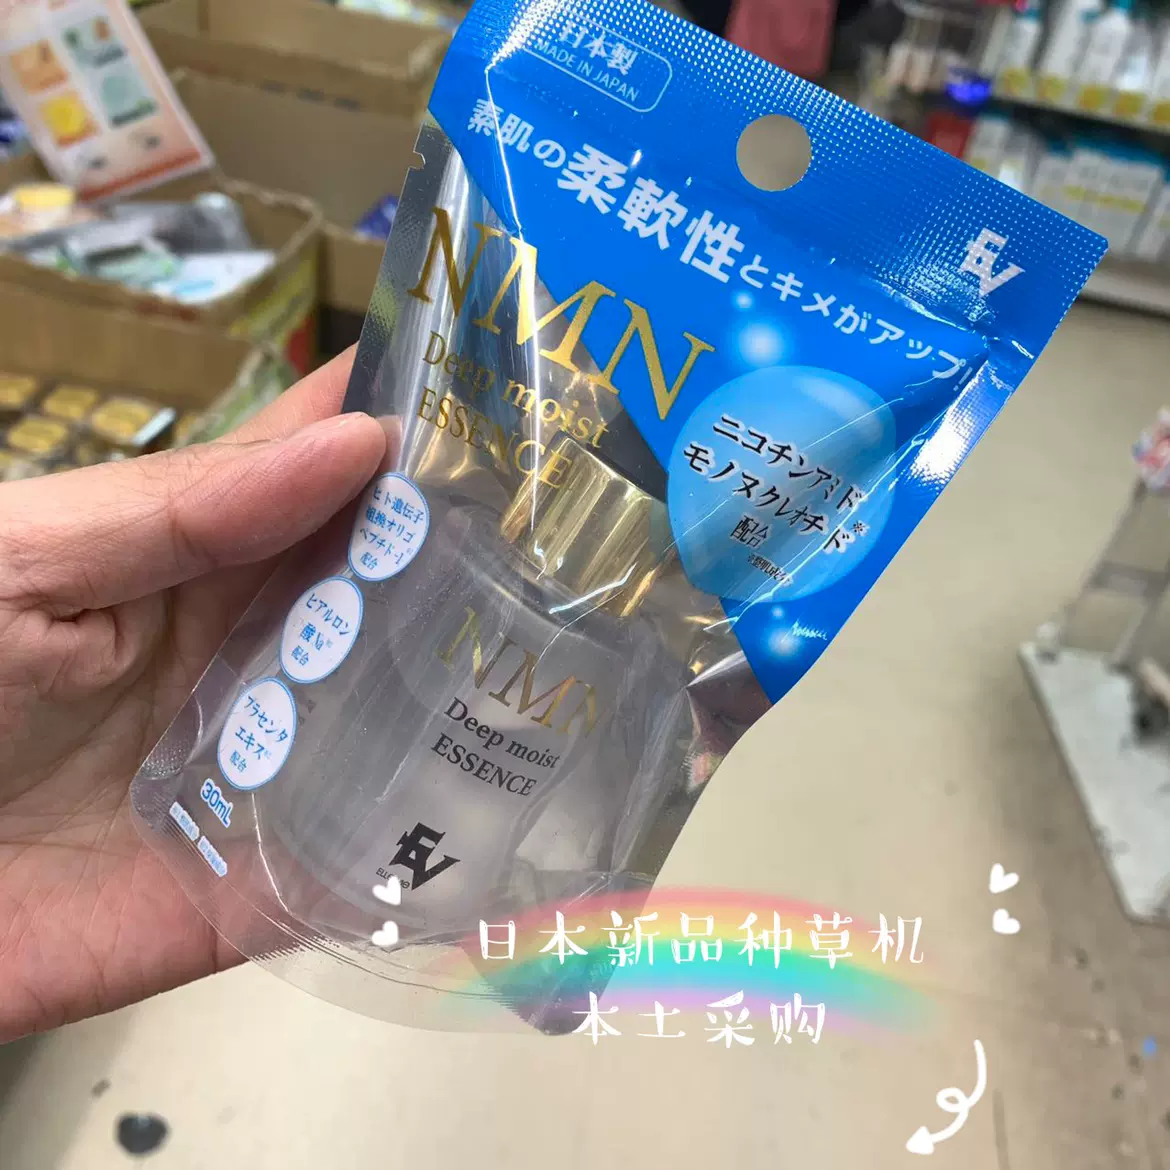 日本製
MADE IN JAPAN
素肌の柔軟性とキメがアップ!
EV
NMN
Deep moist
ESSENCE
ニコチンアミド
モノヌクレオチド※
配合
ヒト遺伝子
組換オリゴ
ペプチド-1
配合
ヒアルロン
酸Na
配合
プラセンタ
エキス
配合
30mL
NMN
Deep moist
ESSENCE
EV
日本新品种草机
本土采购